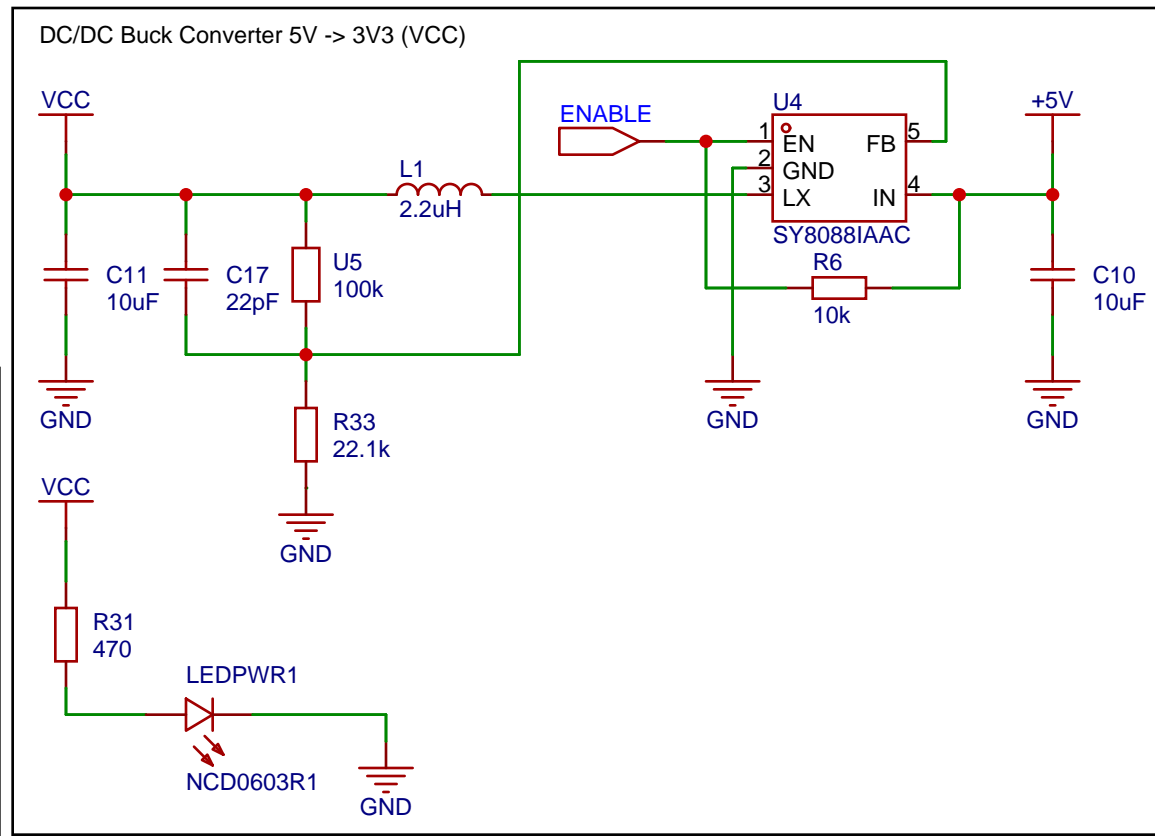 DC/DC Buck Converter 5V -> 3V3 (VCC)
VCC
ENABLE
U4
+5V
1
EN
FB
5
2
GND
3
LX
IN
4
SY8088IAAC
L1
2.2uH
C11
10uF
C17
22pF
U5
100k
R6
10k
C10
10uF
GND
R33
22.1k
GND
GND
GND
VCC
R31
470
LEDPWR1
NCD0603R1
GND